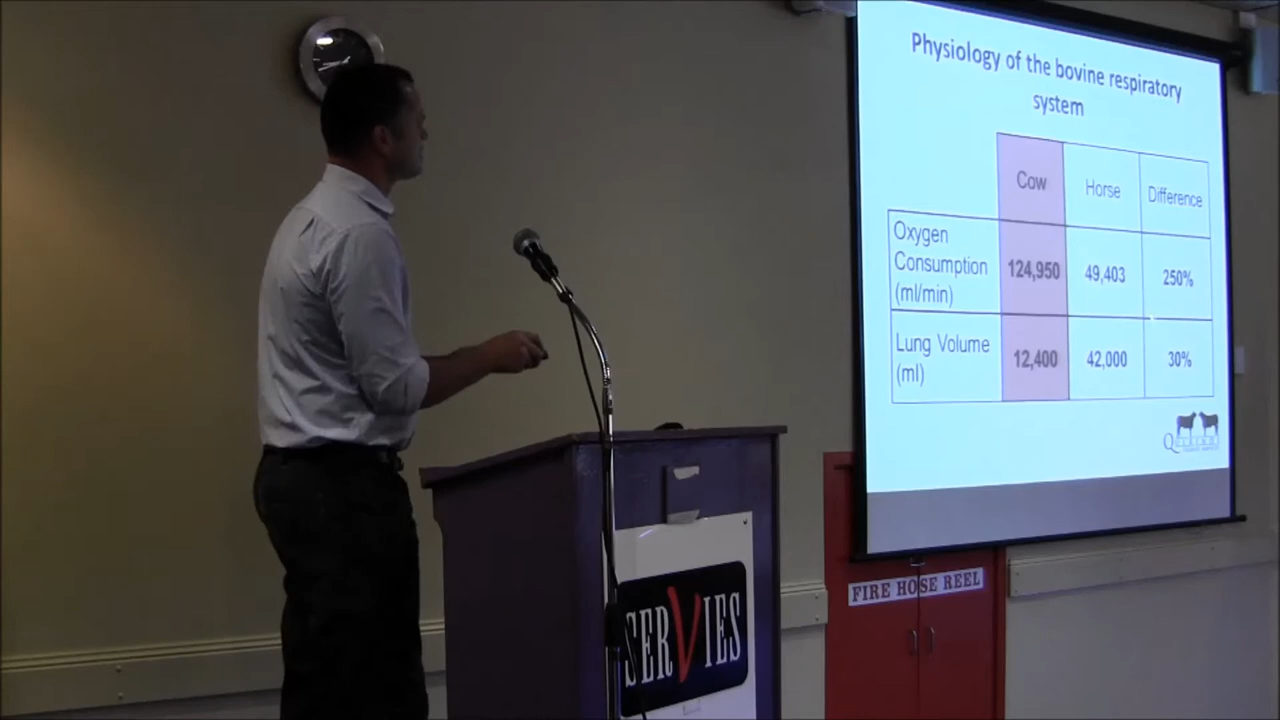 Physiology of the bovine respiratory
system
Cow Horse Difference
Oxygen
Consumption
(ml/min)
124,950 49,403 250%
Lung Volume
(ml)
12,400 42,000 30%
FIRE HOSE REEL
SERVIES